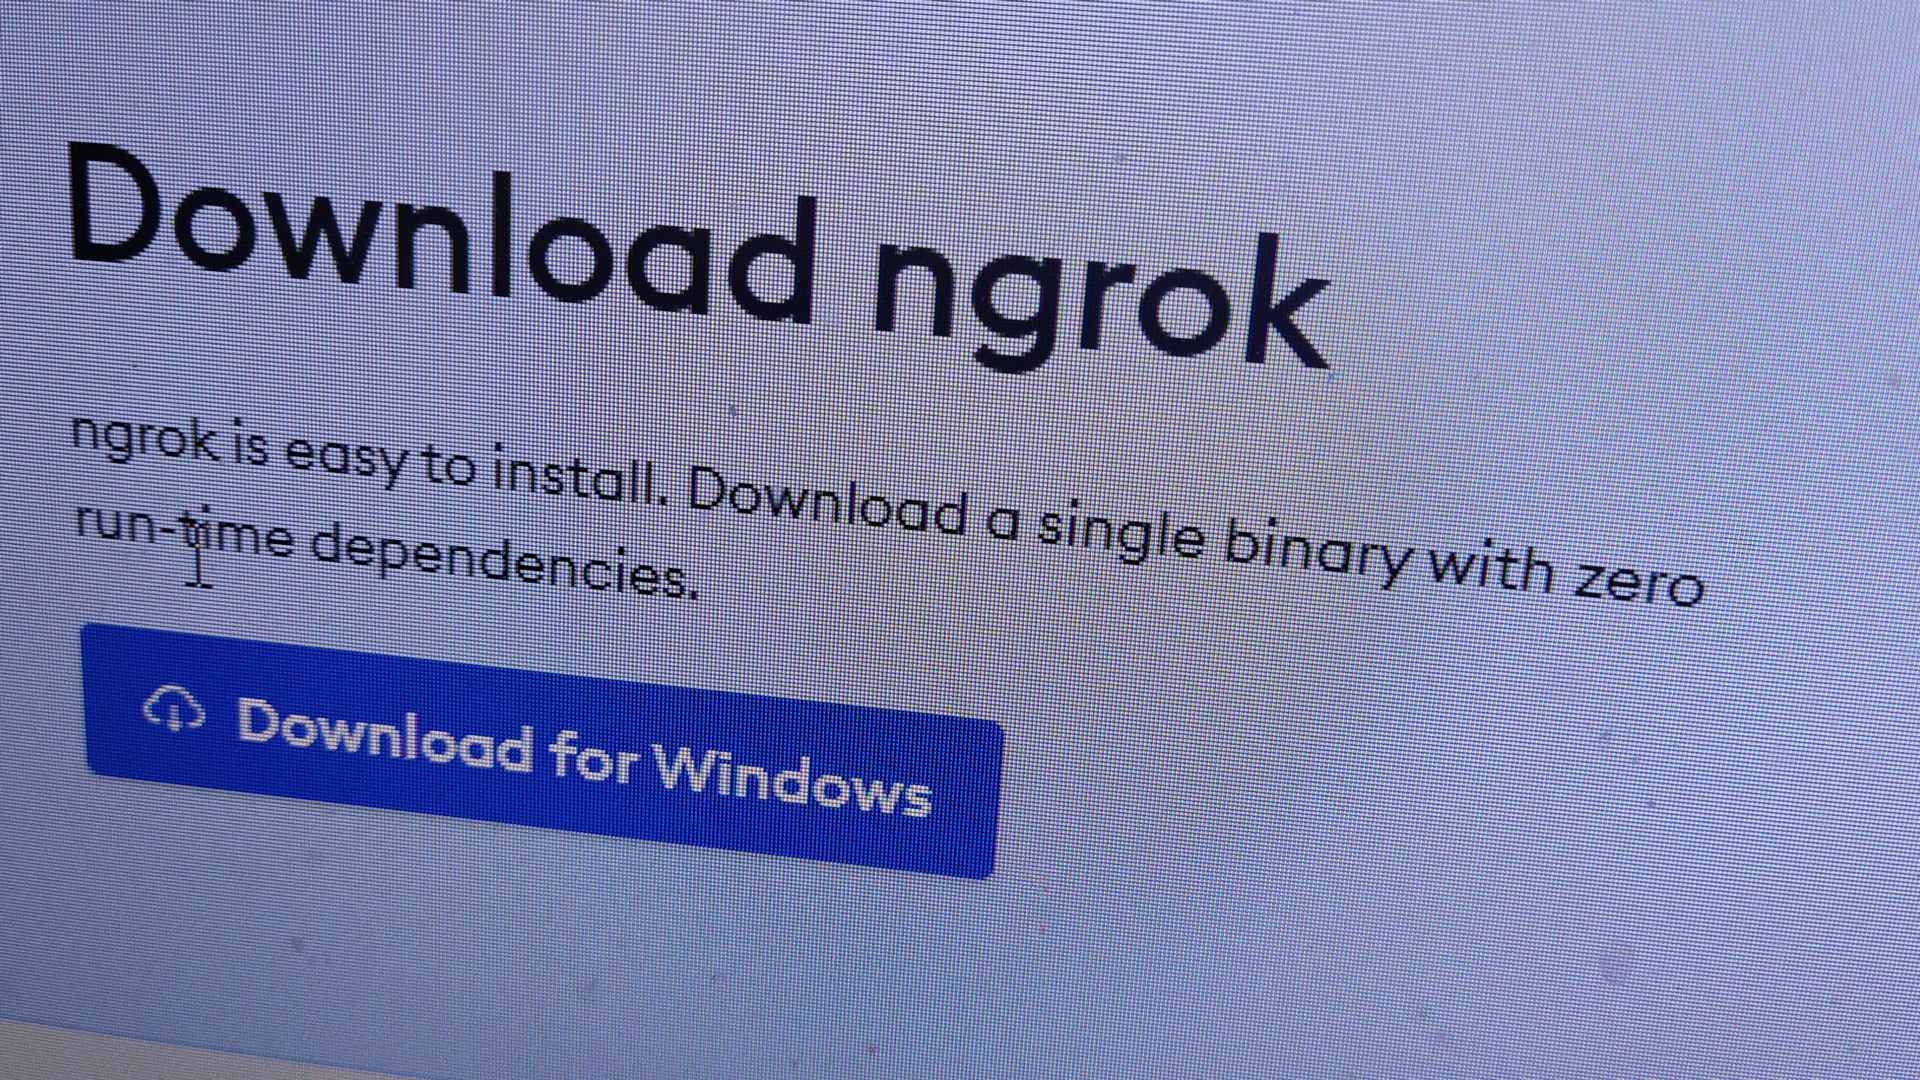 Download ngrok
ngrok is easy to install. Download a single binary with zero
run-time dependencies.
Download for Windows